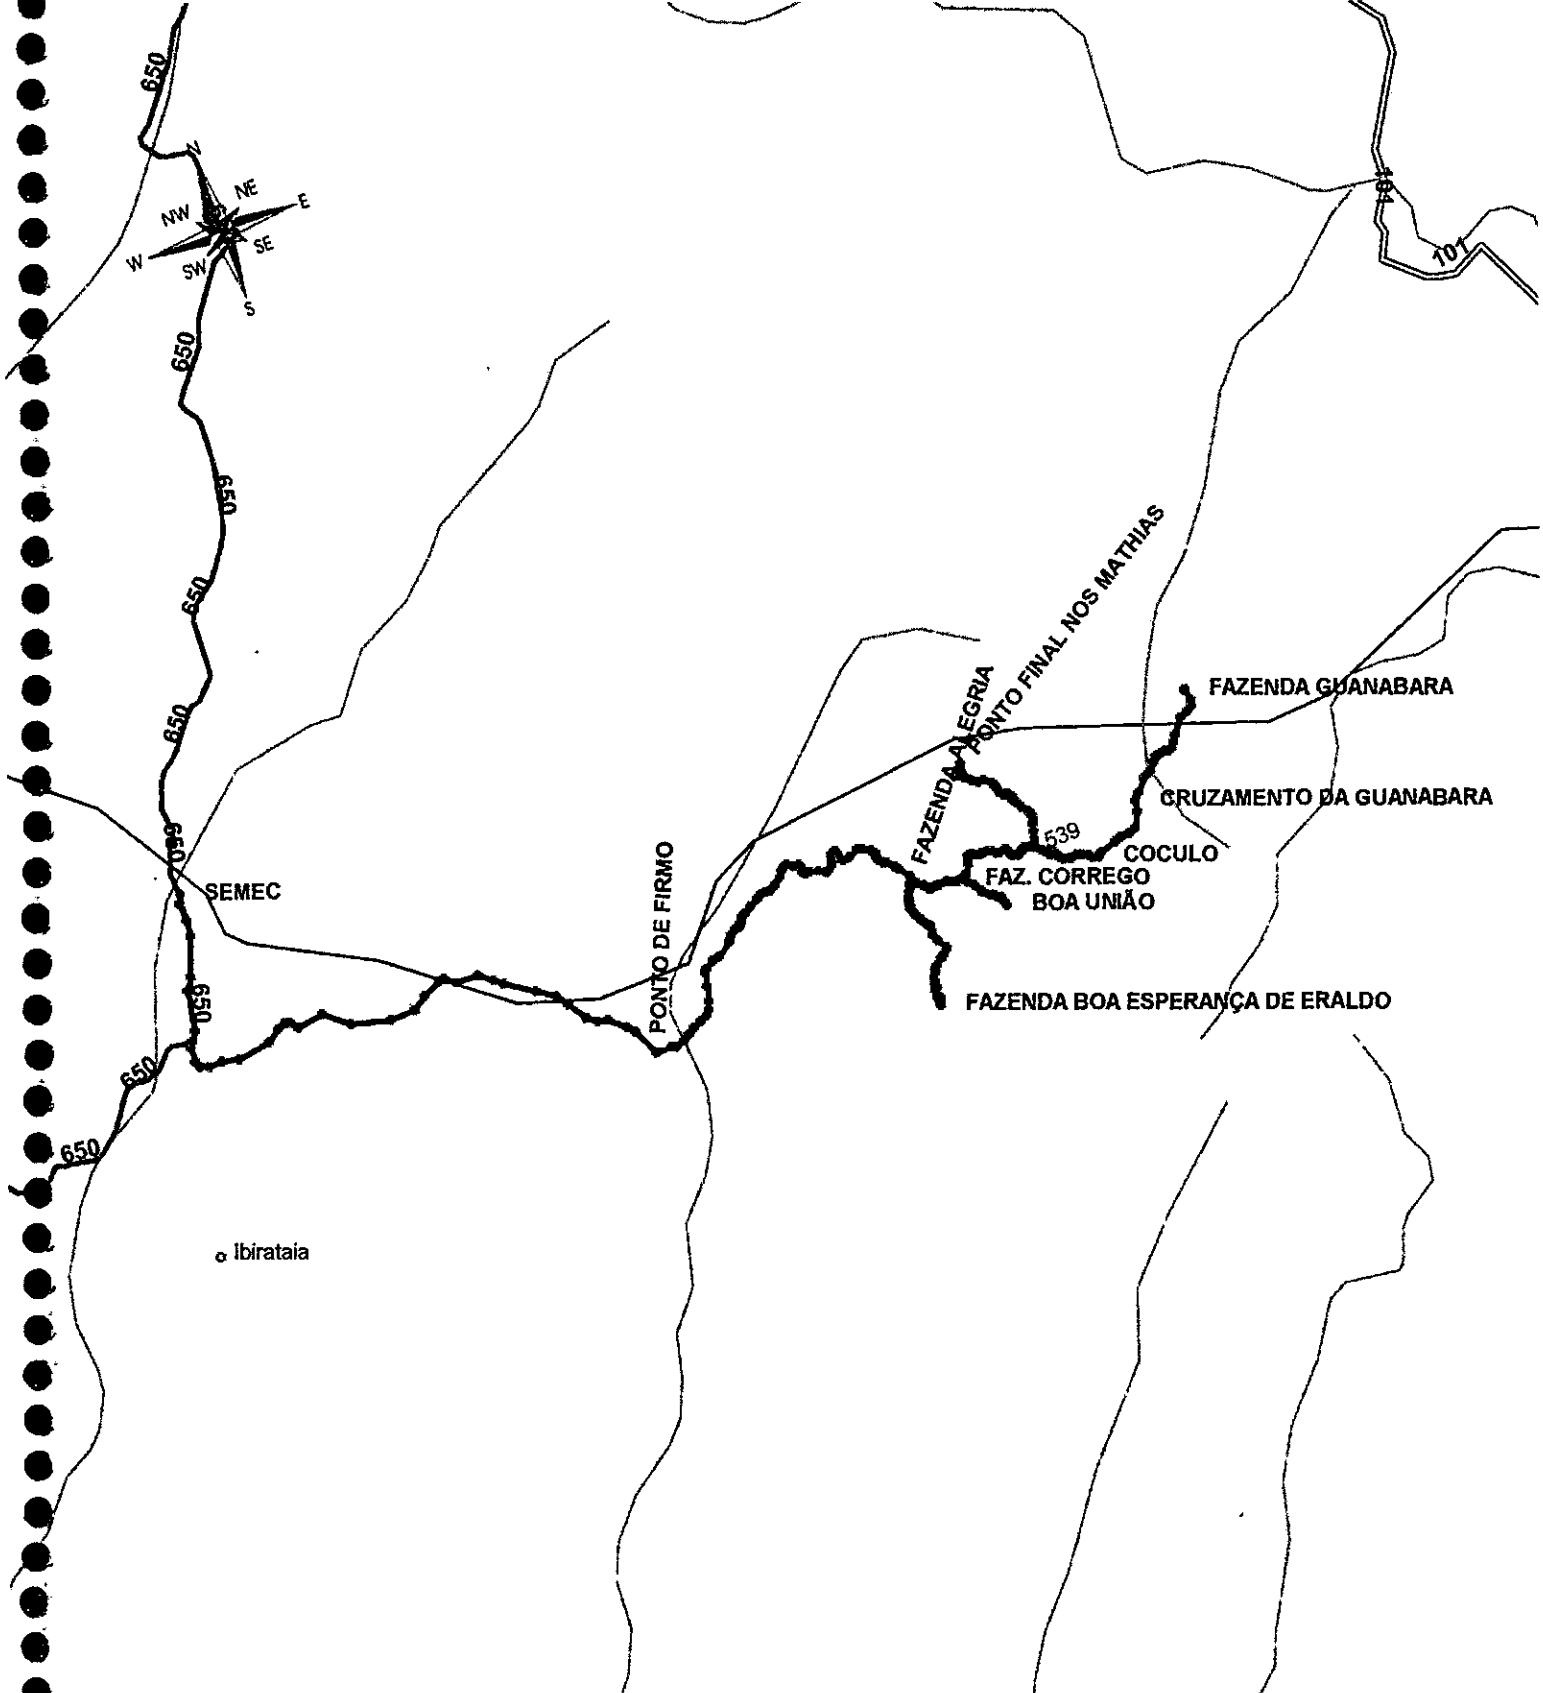 650
N
NE
E
NW
SE
W
SW
S
101
101
650
650
650
PONTO FINAL NOS MATHIAS
FAZENDA ALEGRIA
FAZENDA GUANABARA
650
CRUZAMENTO DA GUANABARA
650
539
COCULO
FAZ. CORREGO
SEMEC
BOA UNIÃO
PONTO DE FIRMO
650
FAZENDA BOA ESPERANÇA DE ERALDO
650
650
Ibirataia